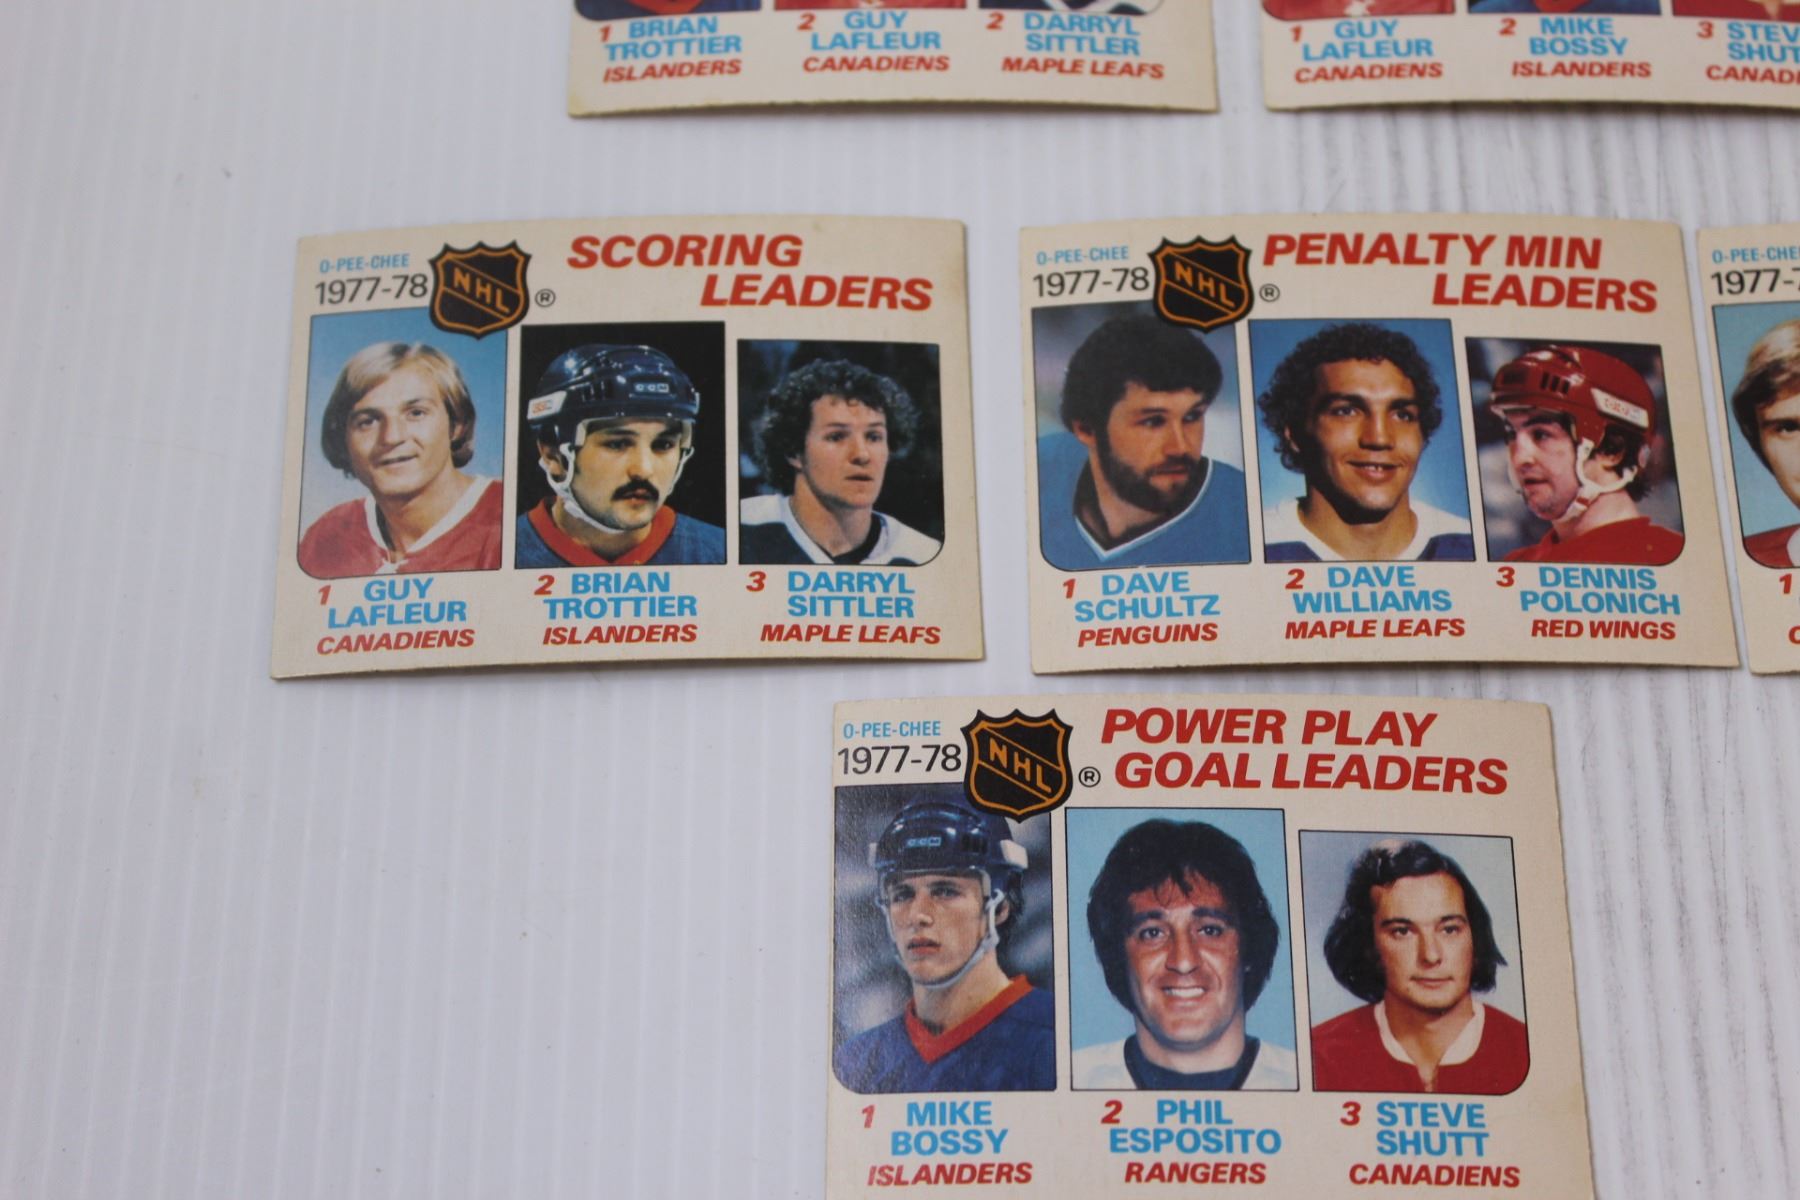 1 BRIAN 2 GUY 2 DARRYL
TROTTIER LAFLEUR SITTLER
ISLANDERS CANADIENS MAPLE LEAFS
1 GUY 2 MIKE 3
LAFLEUR BOSSY
CANADIENS ISLANDERS
O-PEE-CHEE
1977-78
NHL ®
SCORING
LEADERS
CCM
1 GUY 2 BRIAN 3 DARRYL
LAFLEUR TROTTIER SITTLER
CANADIENS ISLANDERS MAPLE LEAFS
O-PEE-CHEE
1977-78
NHL ®
PENALTY MIN
LEADERS
1 DAVE 2 DAVE 3 DENNIS
SCHULTZ WILLIAMS POLONICH
PENGUINS MAPLE LEAFS RED WINGS
1
O-PEE-CHEE
1977-78
NHL ®
POWER PLAY
GOAL LEADERS
CCM
1 MIKE 2 PHIL 3 STEVE
BOSSY ESPOSITO SHUTT
ISLANDERS RANGERS CANADIENS